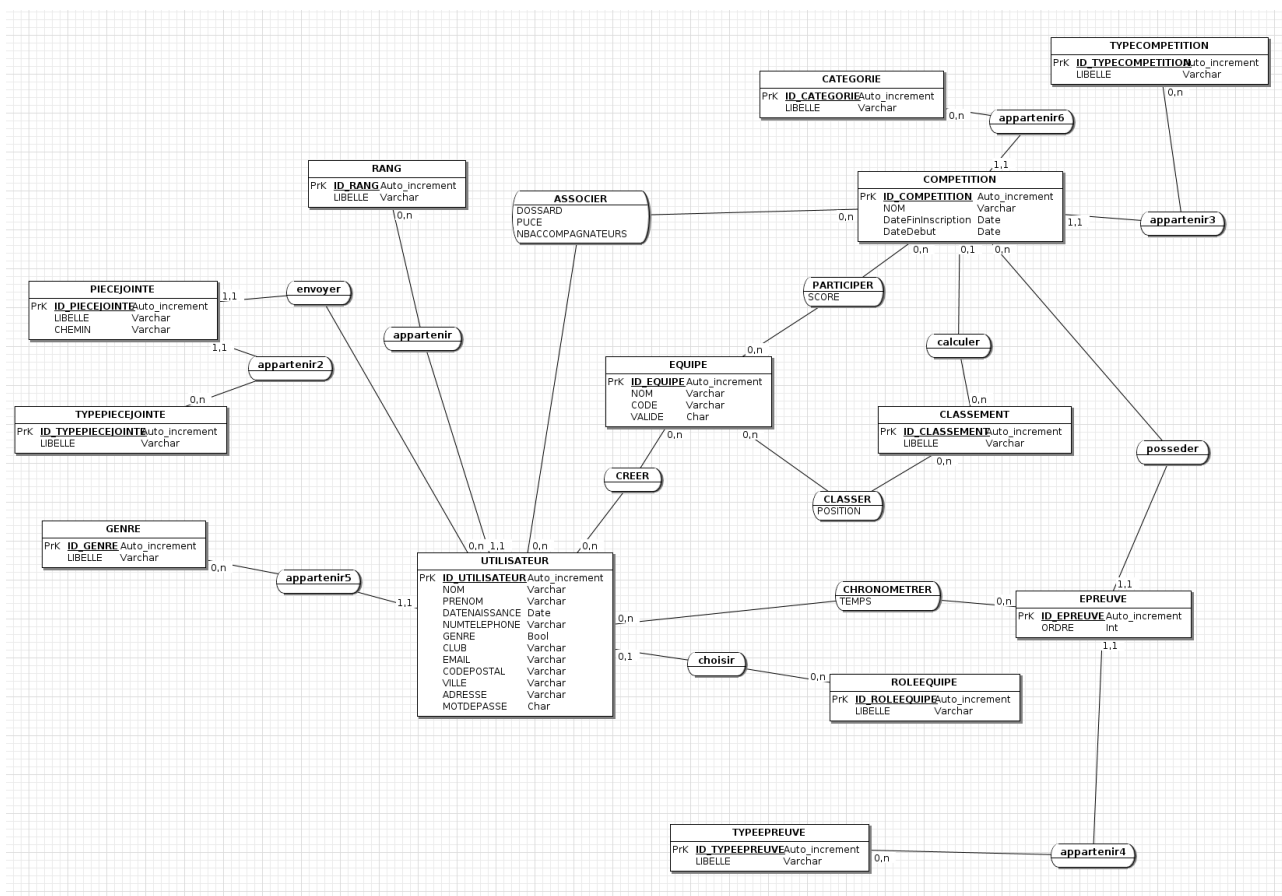 TYPECOMPETITION
PrK ID_TYPECOMPETITION Auto_increment
LIBELLE Varchar
0,n
CATEGORIE
PrK ID_CATEGORIE Auto_increment
LIBELLE Varchar
0,n
appartenir6
1,1
RANG
PrK ID_RANG Auto_increment
LIBELLE Varchar
0,n
ASSOCIER
DOSSARD
PUCE
NBACCOMPAGNATEURS
COMPETITION
PrK ID_COMPETITION Auto_increment
NOM Varchar
DateFinInscription Date
DateDebut Date
0,n
1,1
appartenir3
0,n
0,1
0,n
PIECEJOINTE
PrK ID_PIECEJOINTE Auto_increment
LIBELLE Varchar
CHEMIN Varchar
1,1
envoyer
1,1
appartenir2
0,n
appartenir
PARTICIPER
SCORE
0,n
calculer
0,n
TYPEPIECEJOINTE
PrK ID_TYPEPIECEJOINTE Auto_increment
LIBELLE Varchar
EQUIPE
PrK ID_EQUIPE Auto_increment
NOM Varchar
CODE Varchar
VALIDE Char
0,n
0,n
CLASSEMENT
PrK ID_CLASSEMENT Auto_increment
LIBELLE Varchar
0,n
posseder
CREER
CLASSER
POSITION
GENRE
PrK ID_GENRE Auto_increment
LIBELLE Varchar
0,n
appartenir5
1,1
0,n
1,1
0,n
0,n
UTILISATEUR
PrK ID_UTILISATEUR Auto_increment
NOM Varchar
PRENOM Varchar
DATENAISSANCE Date
NUMTELEPHONE Varchar
GENRE Bool
CLUB Varchar
EMAIL Varchar
CODEPOSTAL Varchar
VILLE Varchar
ADRESSE Varchar
MOTDEPASSE Char
0,n
CHRONOMETRER
TEMPS
0,n
1,1
EPREUVE
PrK ID_EPREUVE Auto_increment
ORDRE Int
1,1
0,1
choisir
0,n
ROLEEQUIPE
PrK ID_ROLEEQUIPE Auto_increment
LIBELLE Varchar
TYPEEPREUVE
PrK ID_TYPEEPREUVE Auto_increment
LIBELLE Varchar
0,n
appartenir4